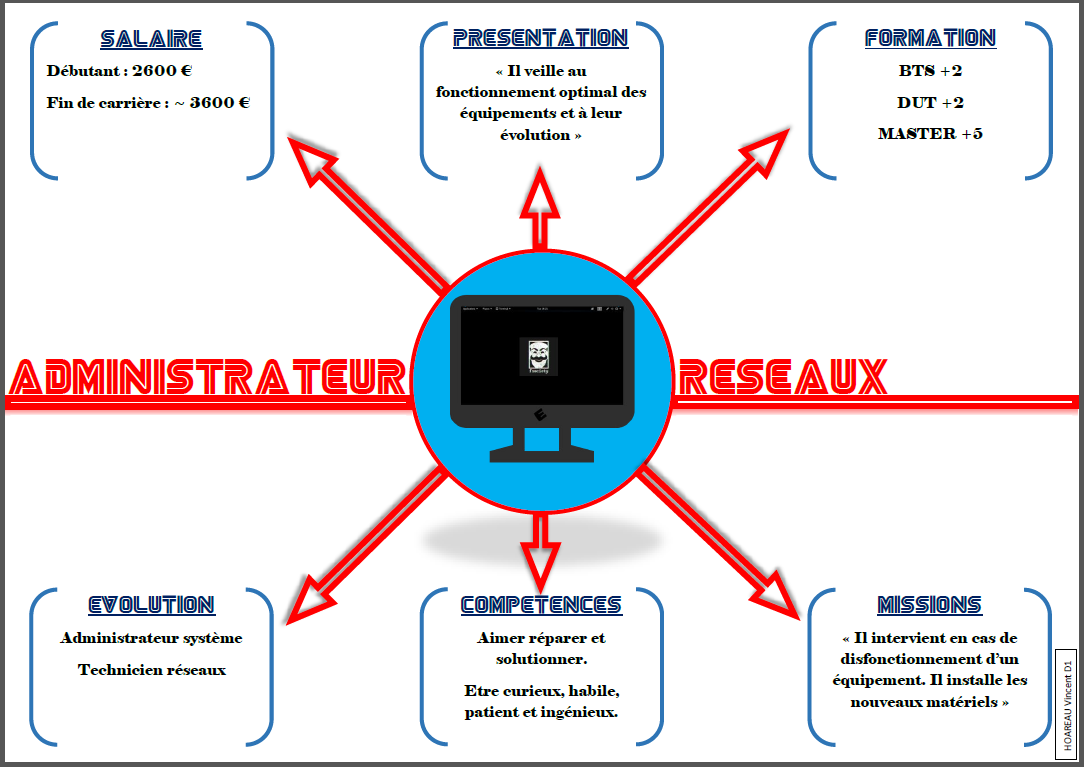 SALAIRE
Débutant : 2600 €
Fin de carrière : ~ 3600 €
PRESENTATION
« Il veille au
fonctionnement optimal des
équipements et à leur
évolution »
FORMATION
BTS +2
DUT +2
MASTER +5
ADMINISTRATEUR RESEAUX
EVOLUTION
Administrateur système
Technicien réseaux
COMPETENCES
Aimer réparer et
solutionner.
Etre curieux, habile,
patient et ingénieux.
MISSIONS
« Il intervient en cas de
disfonctionnement d’un
équipement. Il installe les
nouveaux matériels »
HOAREAU Vincent D1